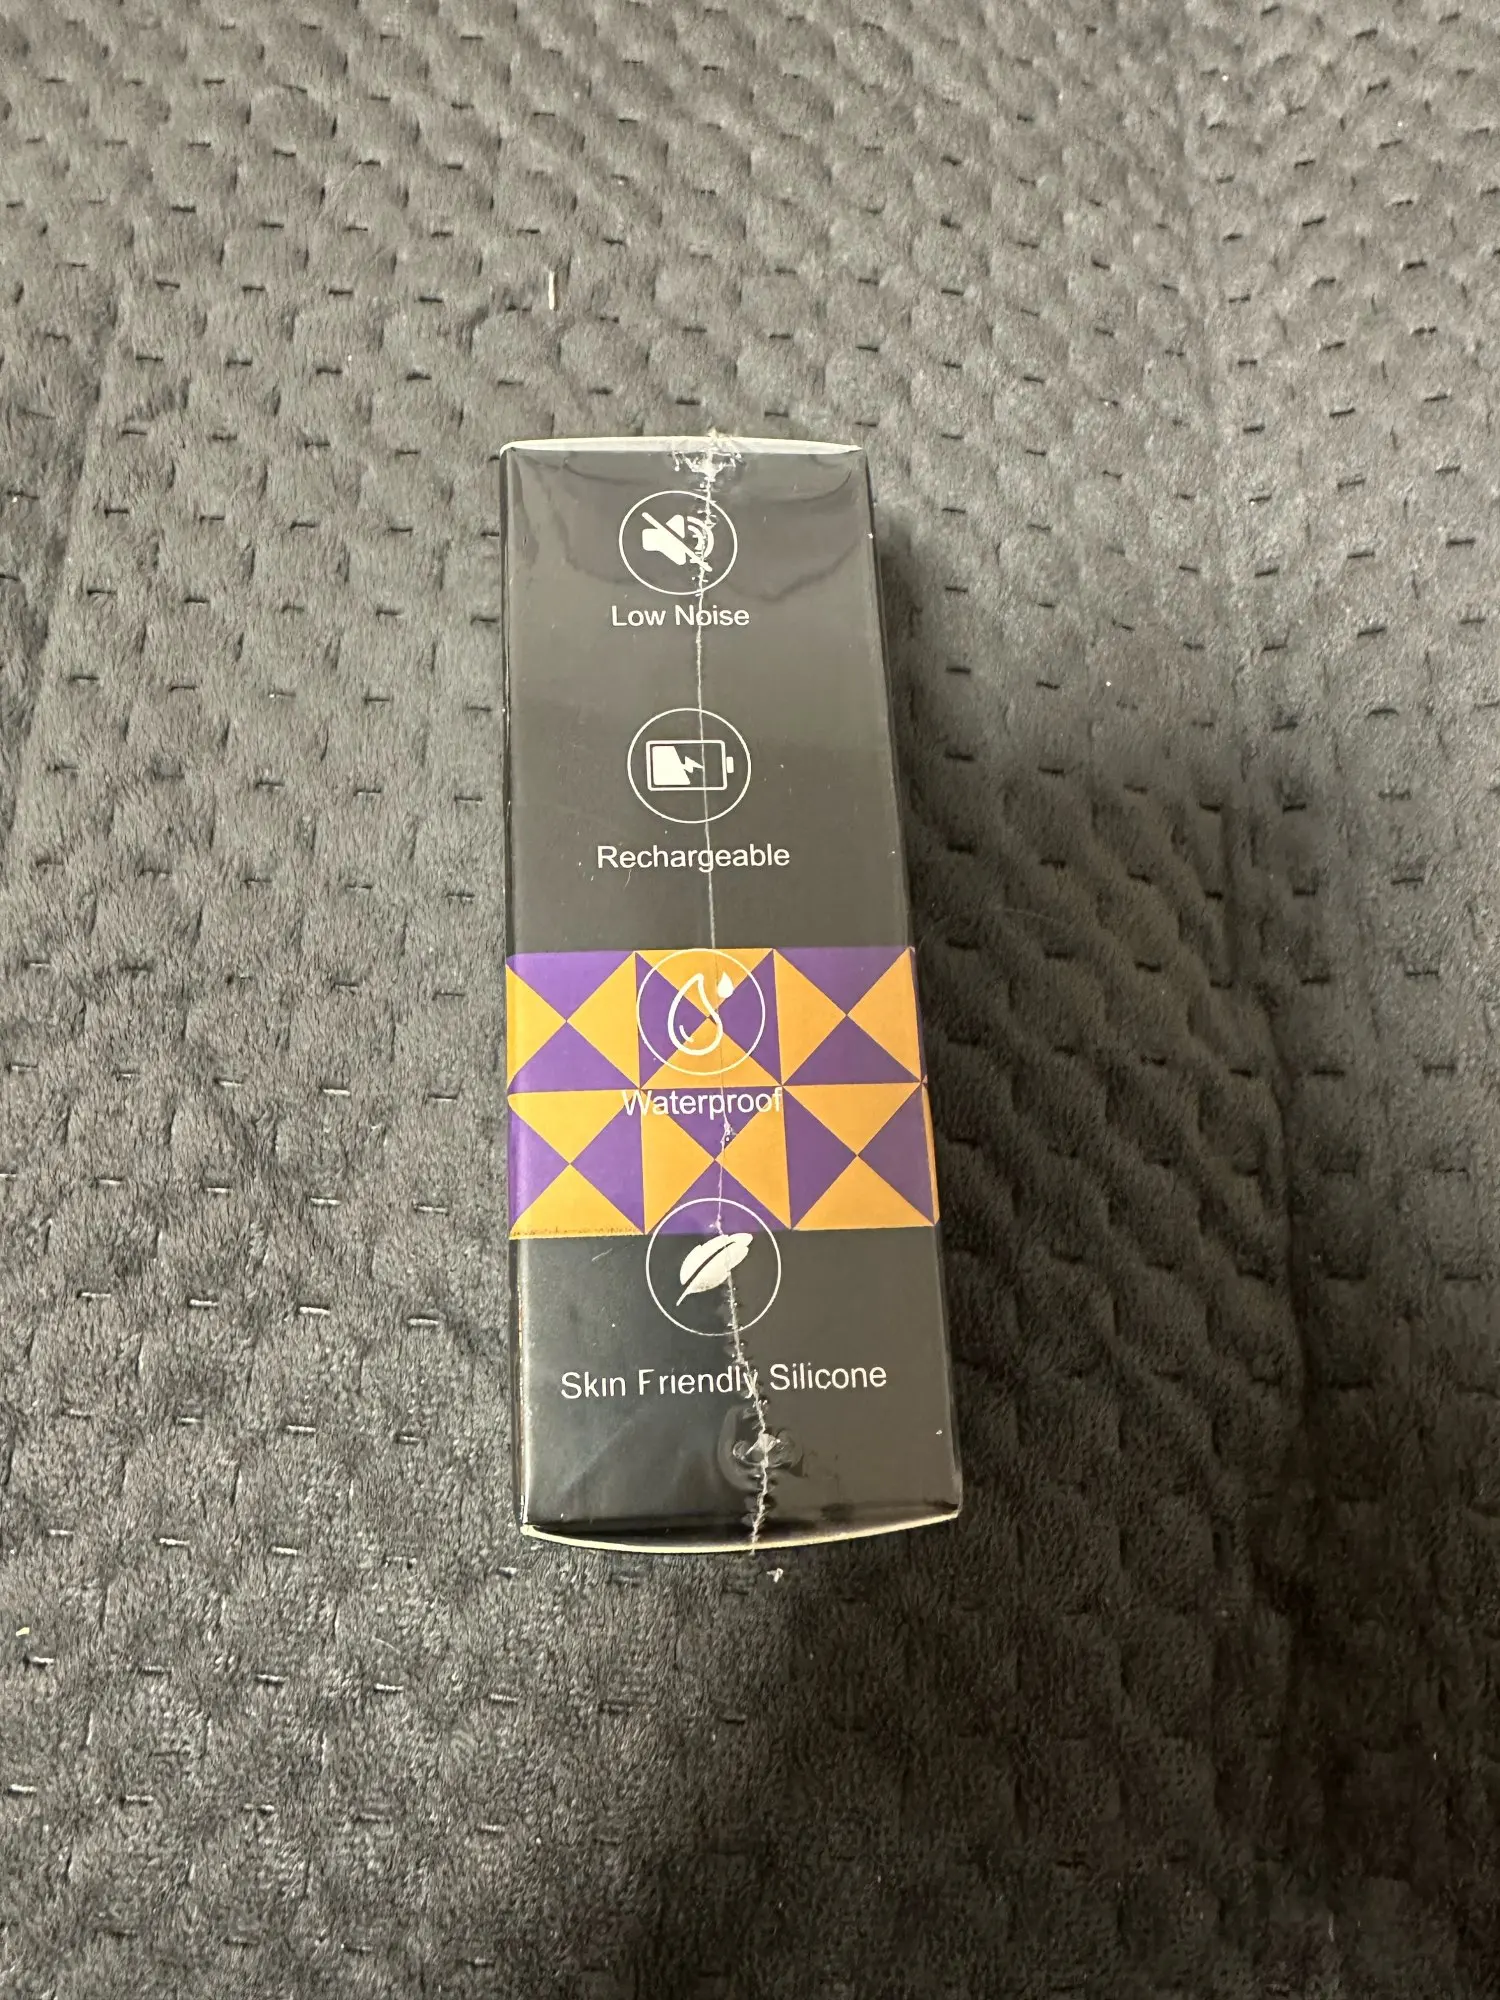 Low Noise
Rechargeable
Waterproof
Skin Friendly Silicone